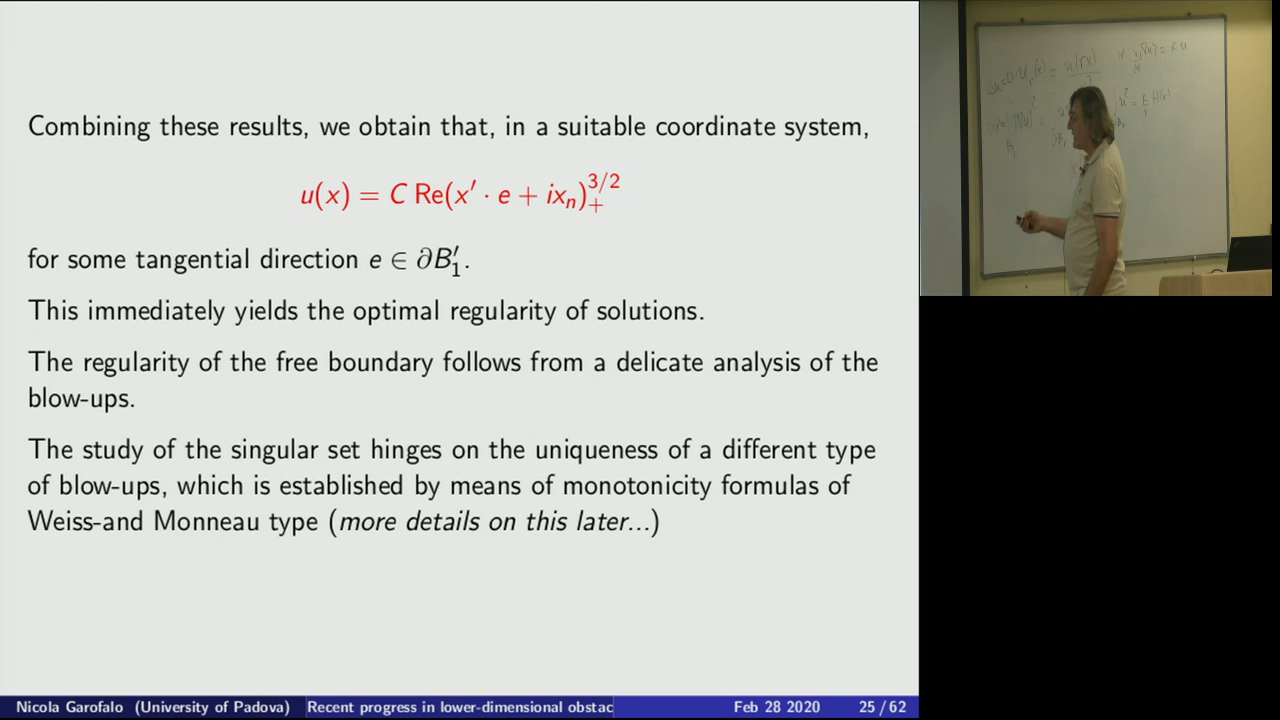 Combining these results, we obtain that, in a suitable coordinate system,
u(x) = C Re(x′ · e + ix_n)_+^{3/2}
for some tangential direction e ∈ ∂B′_1.
This immediately yields the optimal regularity of solutions.
The regularity of the free boundary follows from a delicate analysis of the
blow-ups.
The study of the singular set hinges on the uniqueness of a different type
of blow-ups, which is established by means of monotonicity formulas of
Weiss-and Monneau type (more details on this later...)
Nicola Garofalo (University of Padova) Recent progress in lower-dimensional obstac Feb 28 2020 25 / 62